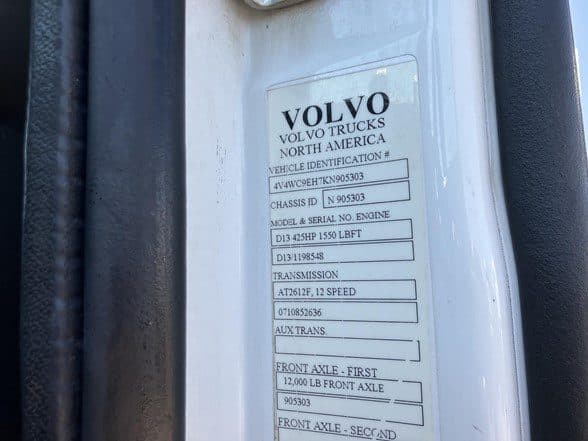 VOLVO
VOLVO TRUCKS
NORTH AMERICA
VEHICLE IDENTIFICATION #
4V4WC9EH7KN905303
CHASSIS ID N 905303
MODEL & SERIAL NO. ENGINE
D13 425HP 1550 LBFT
D13/1198548
TRANSMISSION
AT2612F, 12 SPEED
0710852636
AUX TRANS.
FRONT AXLE - FIRST
12,000 LB FRONT AXLE
905303
FRONT AXLE - SECOND